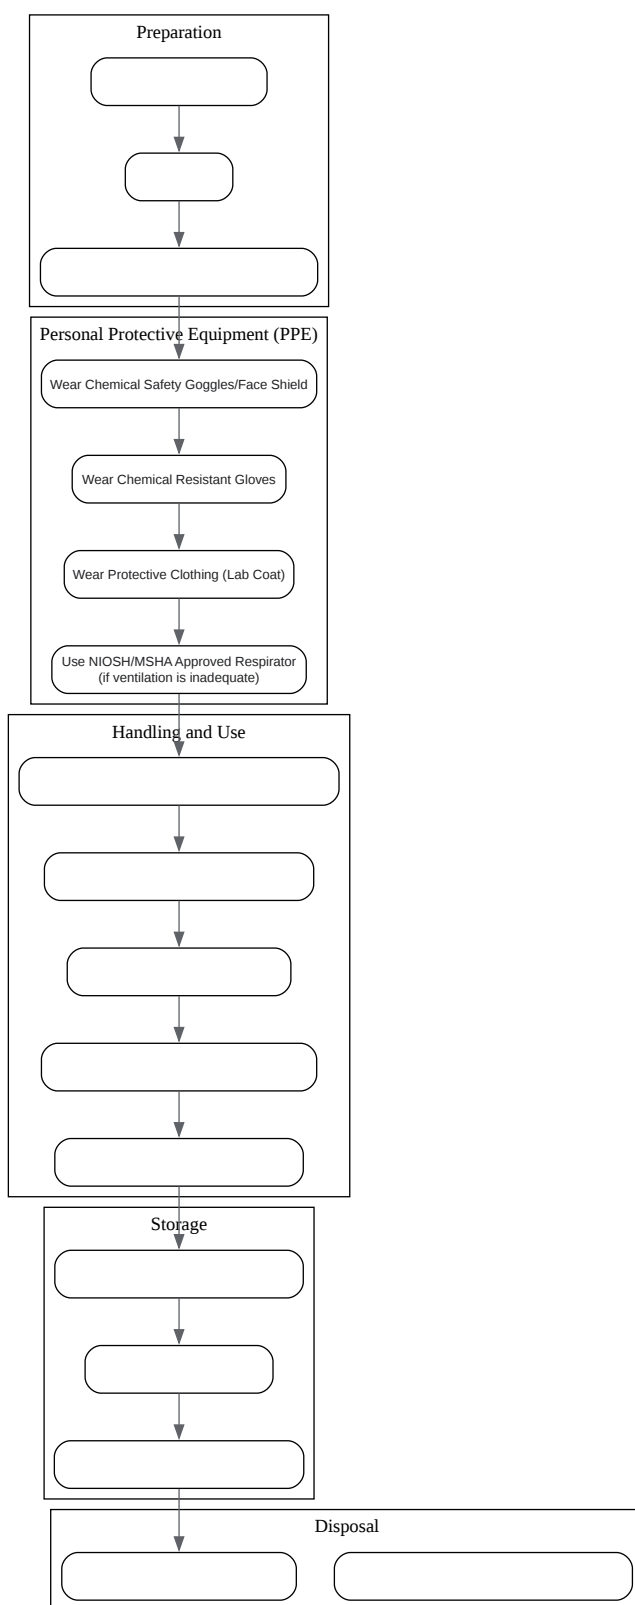 Preparation
Personal Protective Equipment (PPE)
Wear Chemical Safety Goggles/Face Shield
Wear Chemical Resistant Gloves
Wear Protective Clothing (Lab Coat)
Use NIOSH/MSHA Approved Respirator
(if ventilation is inadequate)
Handling and Use
Storage
Disposal